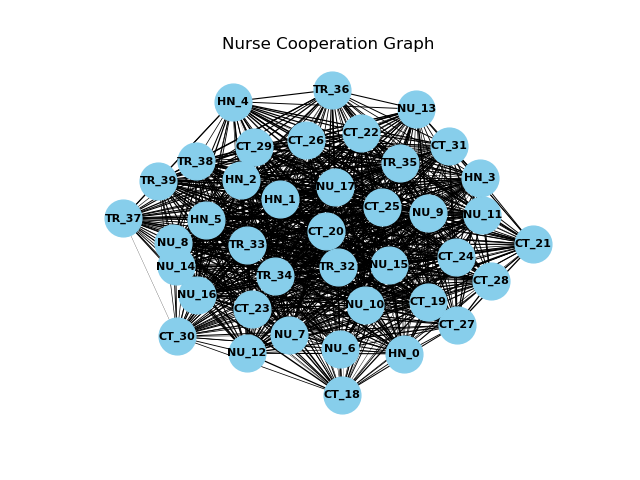 Nurse Cooperation Graph
TR_36
HN_4
NU_13
CT_22
CT_26
CT_31
CT_29
TR_38
TR_35
HN_3
TR_39
HN_2
NU_17
HN_1
CT_25
NU_9
NU_11
TR_37
HN_5
CT_20
NU_8
TR_33
CT_21
CT_24
NU_14
TR_32
NU_15
TR_34
CT_28
NU_16
CT_19
NU_10
CT_23
CT_27
NU_7
CT_30
NU_6
NU_12
HN_0
CT_18